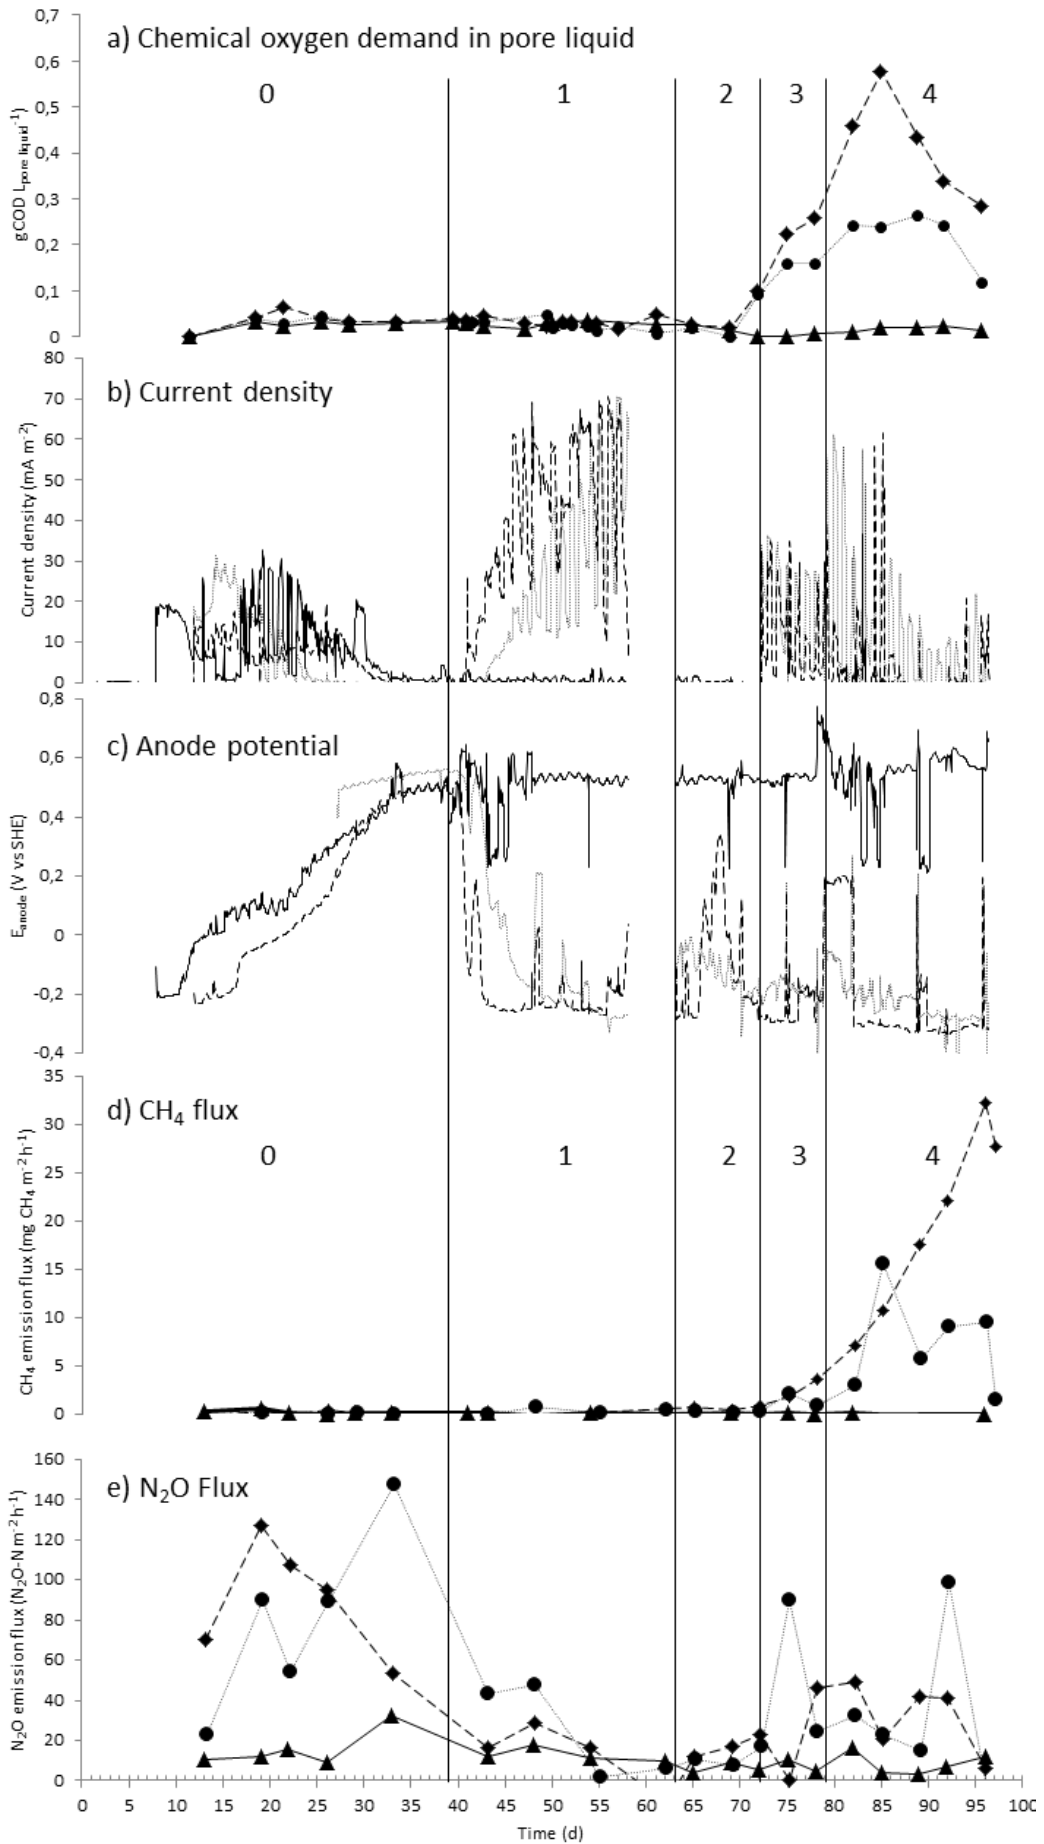 a) Chemical oxygen demand in pore liquid
0 1 2 3 4
gCOD L pore liquid-1
0,7
0,6
0,5
0,4
0,3
0,2
0,1
0
b) Current density
Current density (mA m-2)
80
70
60
50
40
30
20
10
0
c) Anode potential
Eanode (V vs SHE)
0,8
0,6
0,4
0,2
0
-0,2
-0,4
d) CH4 flux
0 1 2 3 4
CH4 emission flux (mg CH4 m-2 h-1)
35
30
25
20
15
10
5
0
e) N2O Flux
N2O emission flux (N2O-N m-2 h-1)
160
140
120
100
80
60
40
20
0
0 5 10 15 20 25 30 35 40 45 50 55 60 65 70 75 80 85 90 95 100
Time (d)